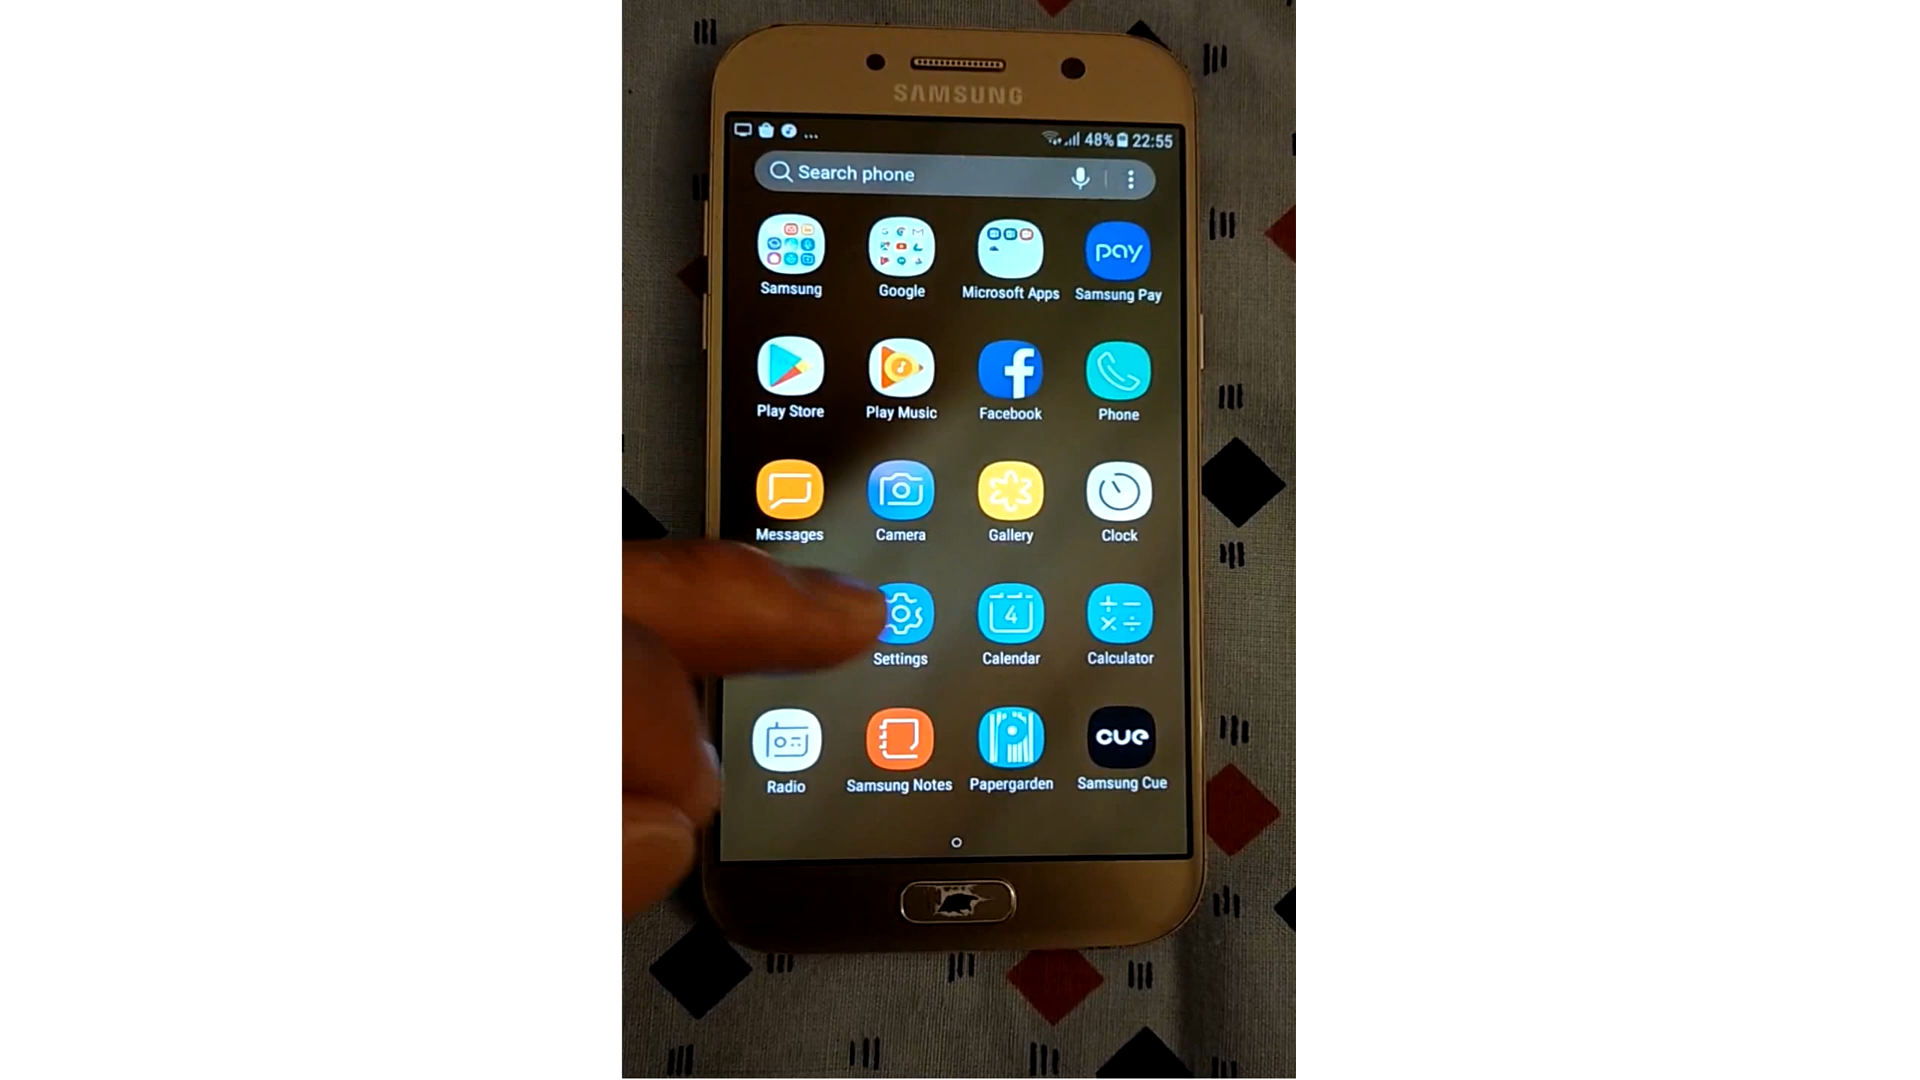 SAMSUNG
48% 22:55
Search phone
Samsung
Google
Microsoft Apps
pay
Samsung Pay
Play Store
Play Music
Facebook
Phone
Messages
Camera
Gallery
Clock
Settings
4
Calendar
Calculator
Radio
Samsung Notes
Papergarden
cue
Samsung Cue